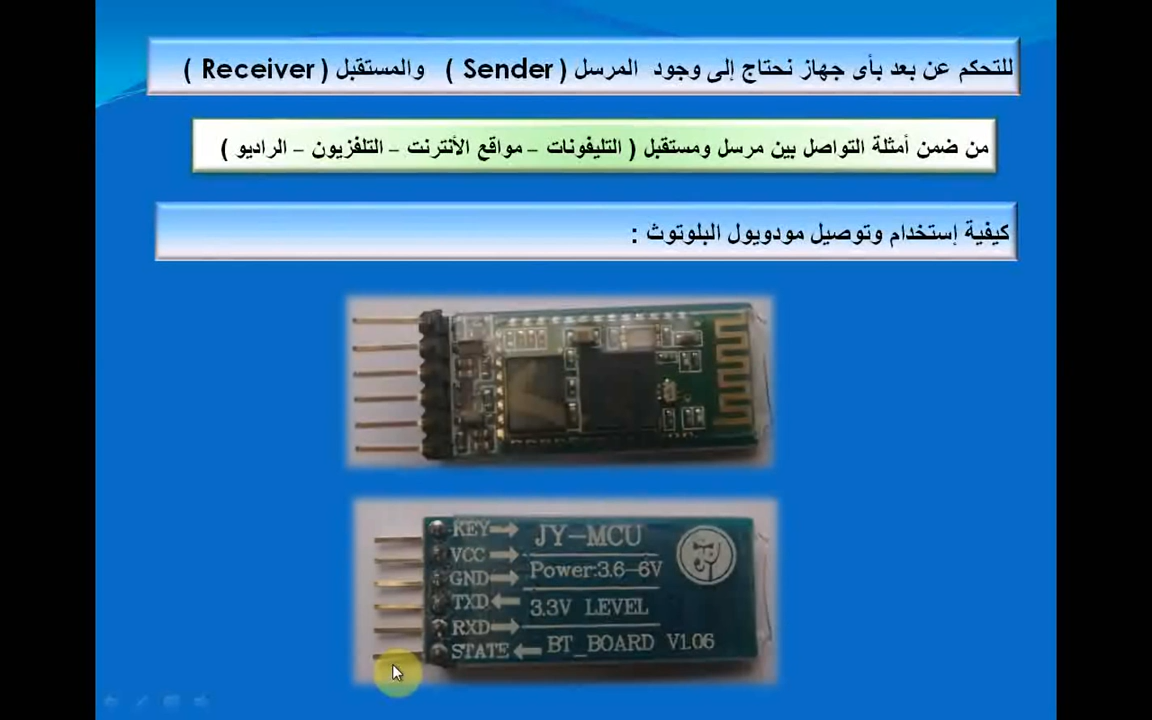 للتحكم عن بعد بأى جهاز نحتاج إلى وجود المرسل ( Sender ) والمستقبل ( Receiver )
من ضمن أمثلة التواصل بين مرسل ومستقبل ( التليفونات – مواقع الأنترنت – التلفزيون – الراديو )
كيفية إستخدام وتوصيل مودويول البلوتوث :
KEY
VCC
GND
TXD
RXD
STATE
JY-MCU
Power:3.6-6V
3.3V LEVEL
BT_BOARD V1.06